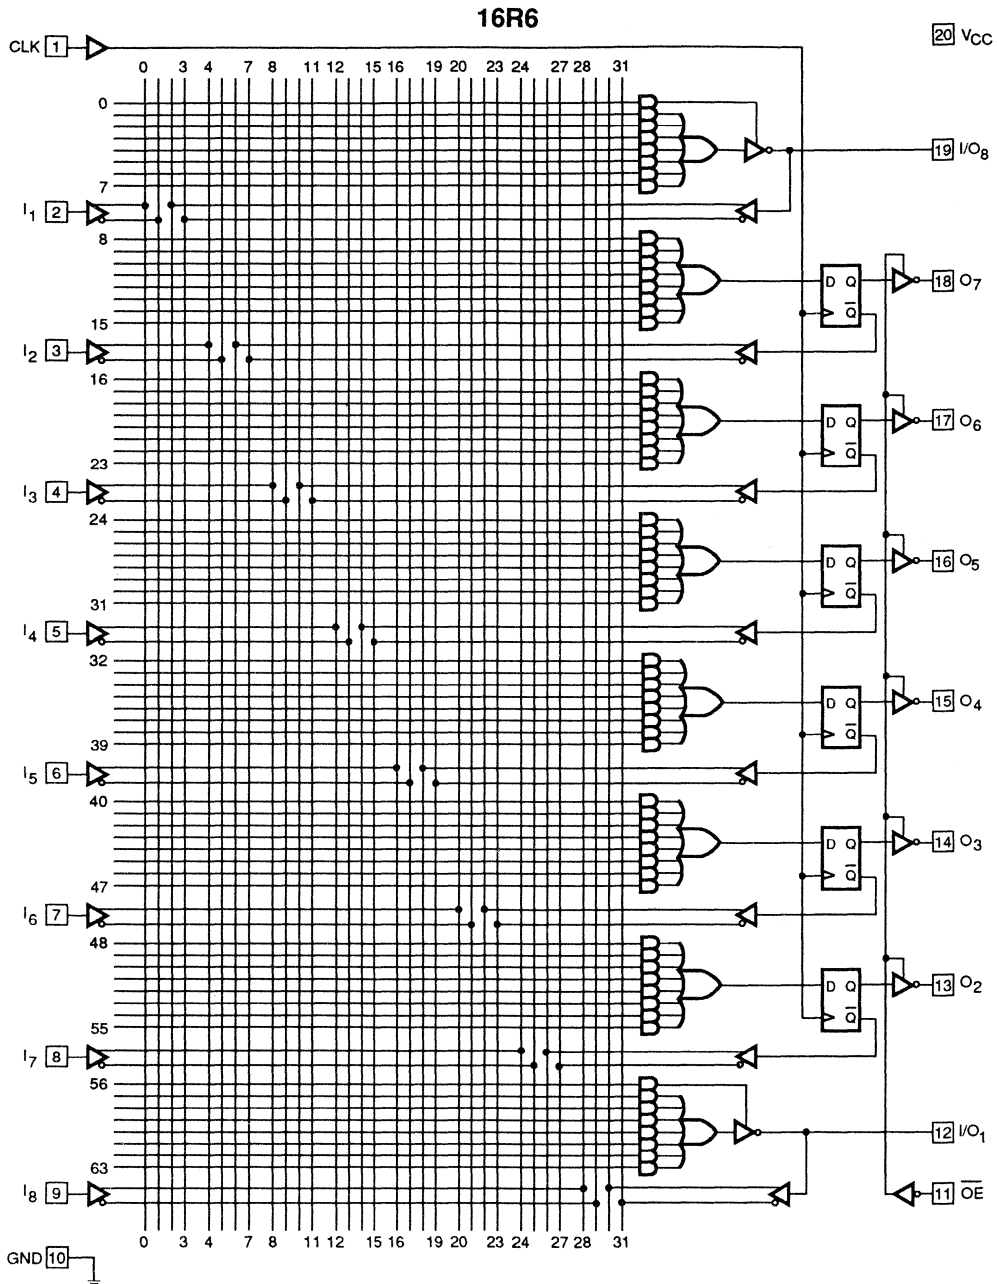 16R6
CLK 1
20 VCC
0 3 4 7 8 11 12 15 16 19 20 23 24 27 28 31
0
19 I/O8
7
I1 2
8
D Q
18 O7
Q
15
I2 3
16
D Q
17 O6
Q
23
I3 4
24
D Q
16 O5
Q
31
I4 5
32
D Q
15 O4
Q
39
I5 6
40
D Q
14 O3
Q
47
I6 7
48
D Q
13 O2
Q
55
I7 8
56
12 I/O1
63
I8 9
11 OE
0 3 4 7 8 11 12 15 16 19 20 23 24 27 28 31
GND 10